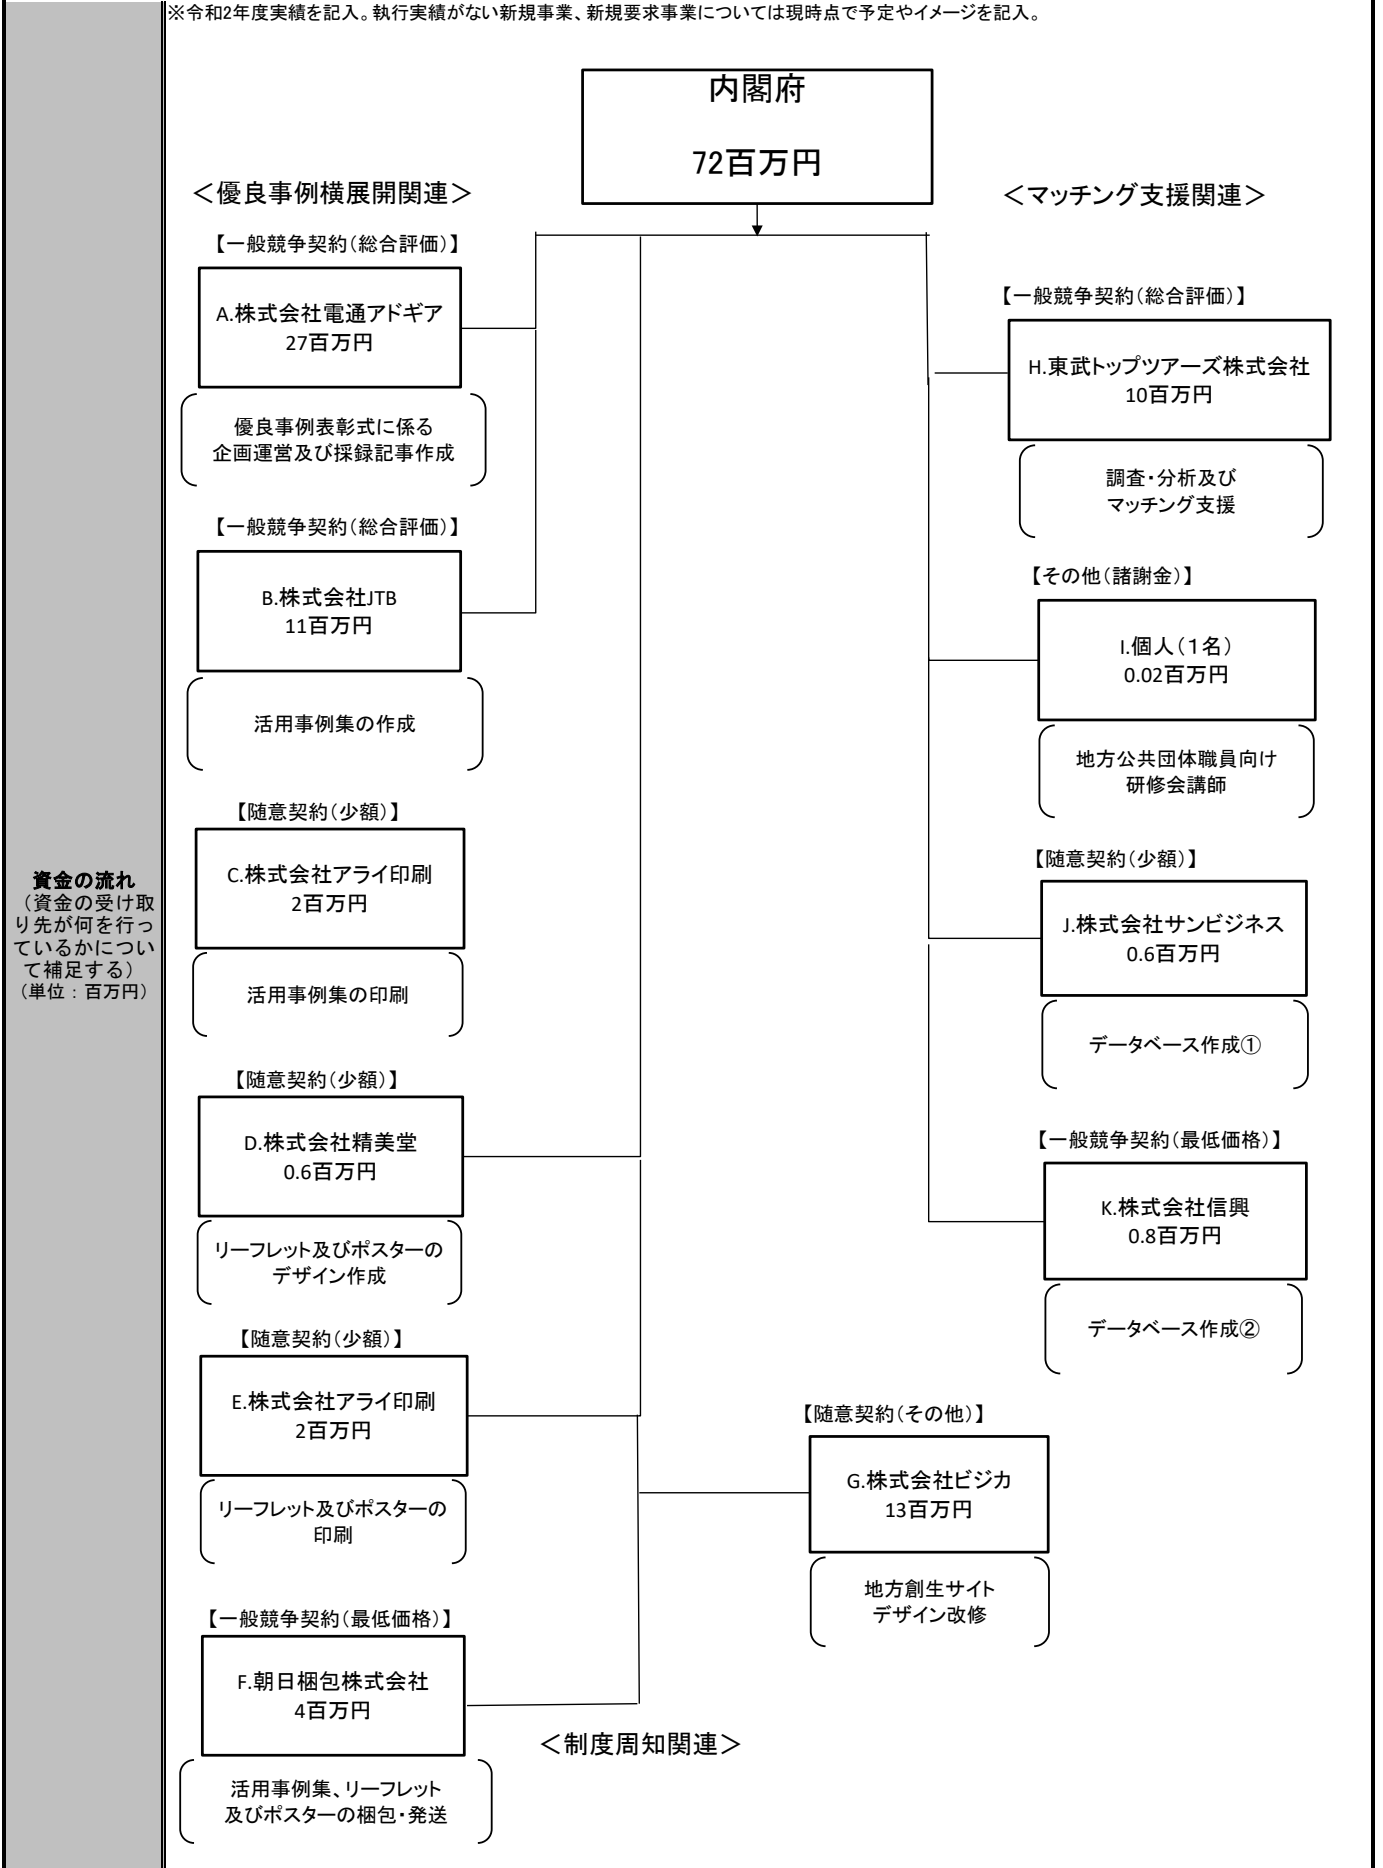 ※令和2年度実績を記入。執行実績がない新規事業、新規要求事業については現時点で予定やイメージを記入。
資金の流れ
（資金の受け取
り先が何を行っ
ているかについ
て補足する）
（単位：百万円）
内閣府
72百万円
＜優良事例横展開関連＞
【一般競争契約（総合評価）】
A.株式会社電通アドギア
27百万円
優良事例表彰式に係る
企画運営及び採録記事作成
【一般競争契約（総合評価）】
B.株式会社JTB
11百万円
活用事例集の作成
【随意契約（少額）】
C.株式会社アライ印刷
2百万円
活用事例集の印刷
【随意契約（少額）】
D.株式会社精美堂
0.6百万円
リーフレット及びポスターの
デザイン作成
【随意契約（少額）】
E.株式会社アライ印刷
2百万円
リーフレット及びポスターの
印刷
【一般競争契約（最低価格）】
F.朝日梱包株式会社
4百万円
活用事例集、リーフレット
及びポスターの梱包・発送
＜制度周知関連＞
【随意契約（その他）】
G.株式会社ビジカ
13百万円
地方創生サイト
デザイン改修
＜マッチング支援関連＞
【一般競争契約（総合評価）】
H.東武トップツアーズ株式会社
10百万円
調査・分析及び
マッチング支援
【その他（諸謝金）】
I.個人（１名）
0.02百万円
地方公共団体職員向け
研修会講師
【随意契約（少額）】
J.株式会社サンビジネス
0.6百万円
データベース作成①
【一般競争契約（最低価格）】
K.株式会社信興
0.8百万円
データベース作成②